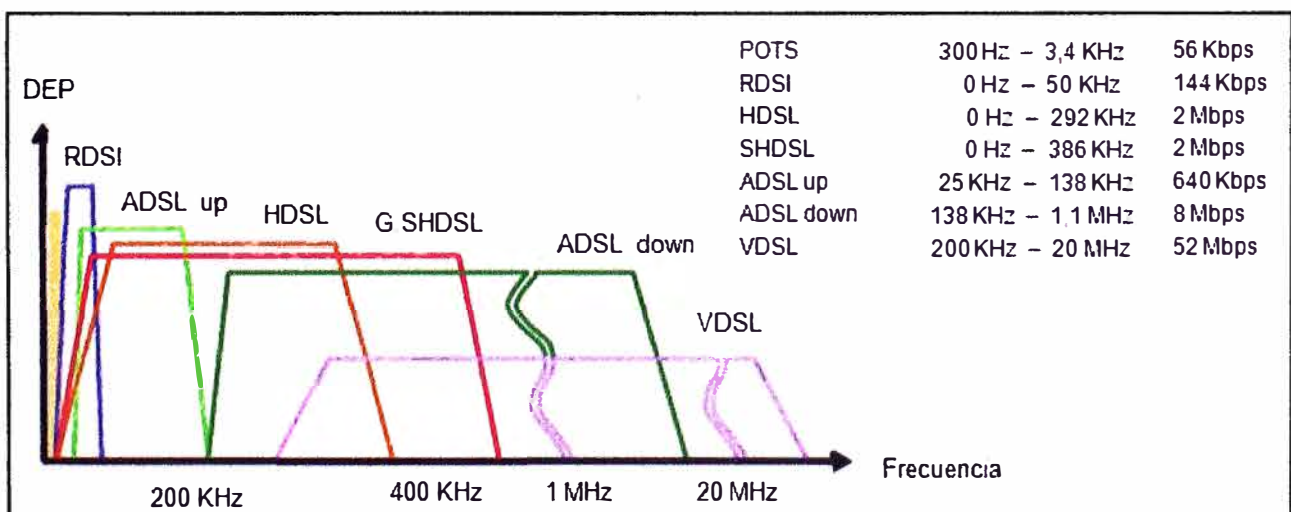 POTS 300 Hz – 3,4 KHz 56 Kbps
RDSI 0 Hz – 50 KHz 144 Kbps
HDSL 0 Hz – 292 KHz 2 Mbps
SHDSL 0 Hz – 386 KHz 2 Mbps
ADSL up 25 KHz – 138 KHz 640 Kbps
ADSL down 138 KHz – 1,1 MHz 8 Mbps
VDSL 200 KHz – 20 MHz 52 Mbps
DEP
RDSI
ADSL up
HDSL
G SHDSL
ADSL down
VDSL
Frecuencia
200 KHz 400 KHz 1 MHz 20 MHz